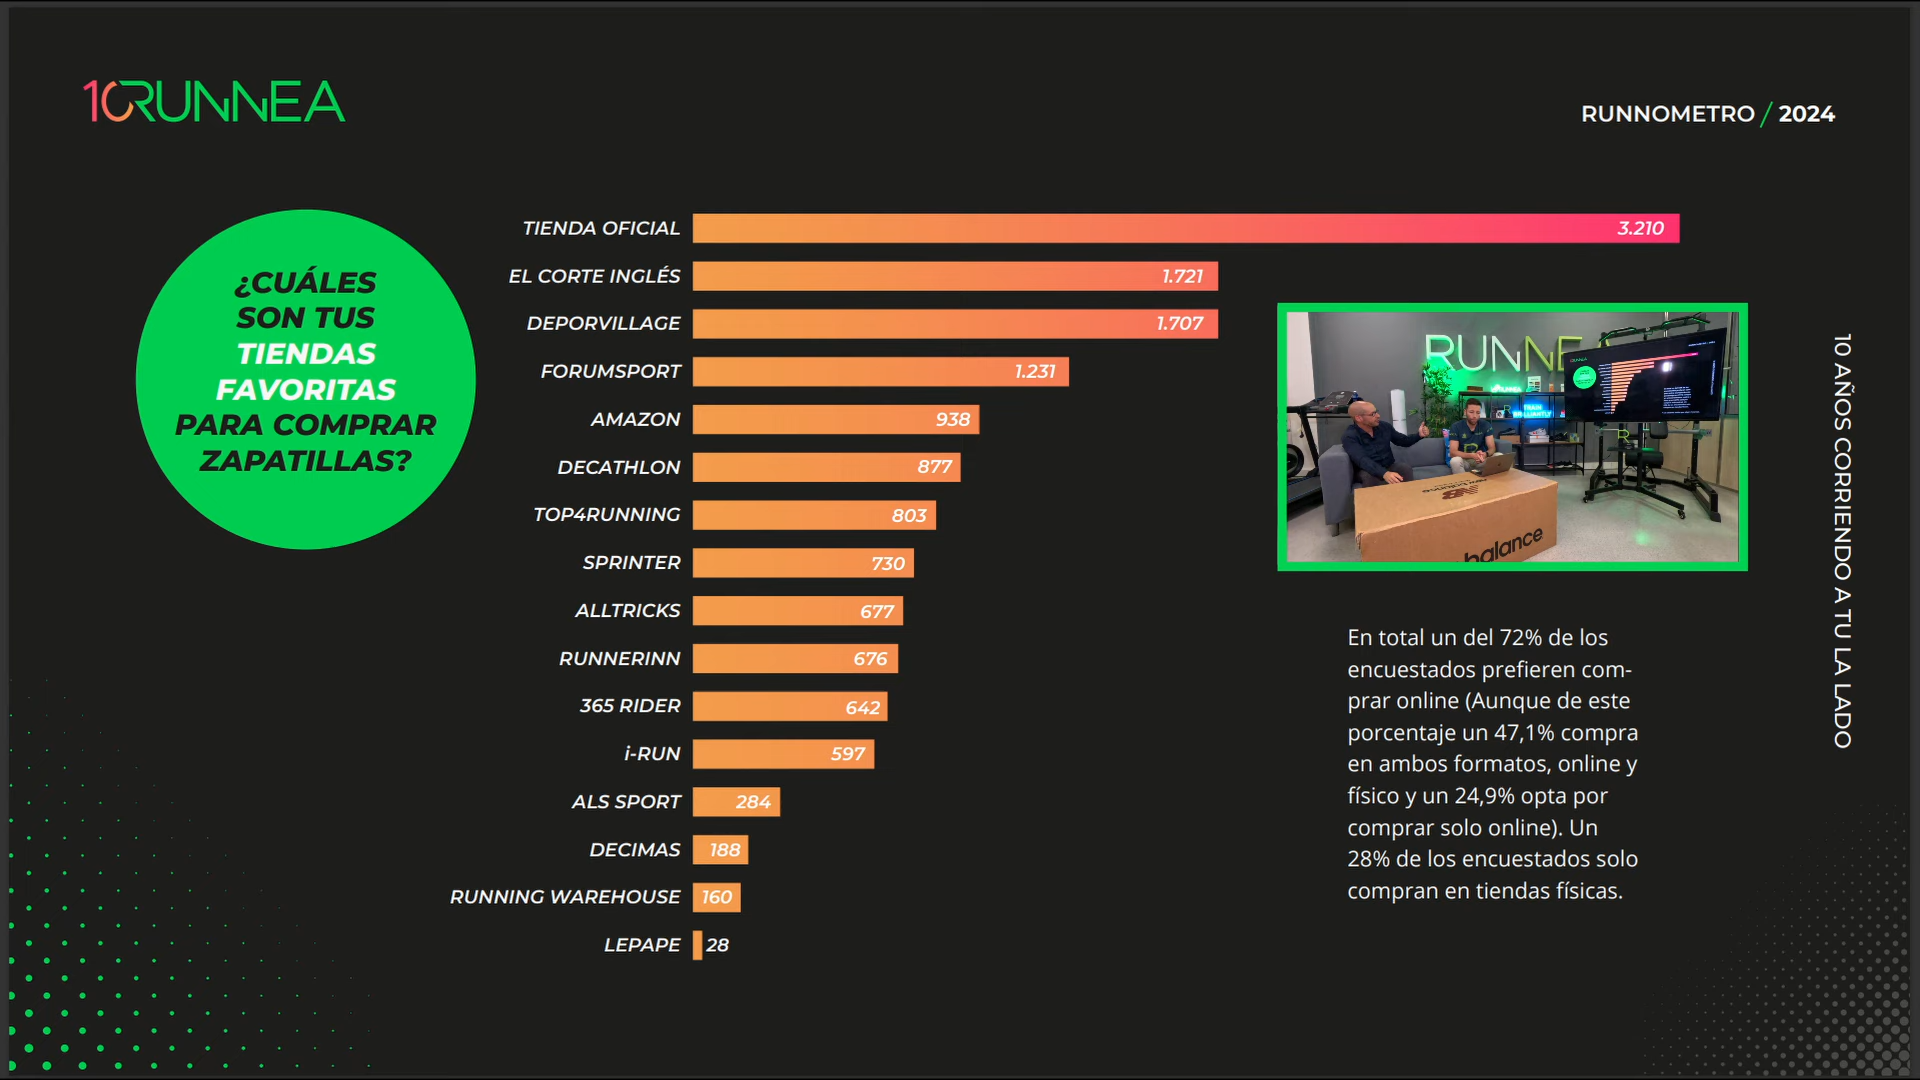 10RUNNEA
RUNNOMETRO / 2024
¿CUÁLES
SON TUS
TIENDAS
FAVORITAS
PARA COMPRAR
ZAPATILLAS?
TIENDA OFICIAL 3.210
EL CORTE INGLÉS 1.721
DEPORVILLAGE 1.707
FORUMSPORT 1.231
AMAZON 938
DECATHLON 877
TOP4RUNNING 803
SPRINTER 730
ALLTRICKS 677
RUNNERINN 676
365 RIDER 642
i-RUN 597
ALS SPORT 284
DECIMAS 188
RUNNING WAREHOUSE 160
LEPAPE 28
RUNNE
TRAIN
BRILLIANTLY
balance
En total un del 72% de los
encuestados prefieren com-
prar online (Aunque de este
porcentaje un 47,1% compra
en ambos formatos, online y
físico y un 24,9% opta por
comprar solo online). Un
28% de los encuestados solo
compran en tiendas físicas.
10 AÑOS CORRIENDO A TU LA LADO